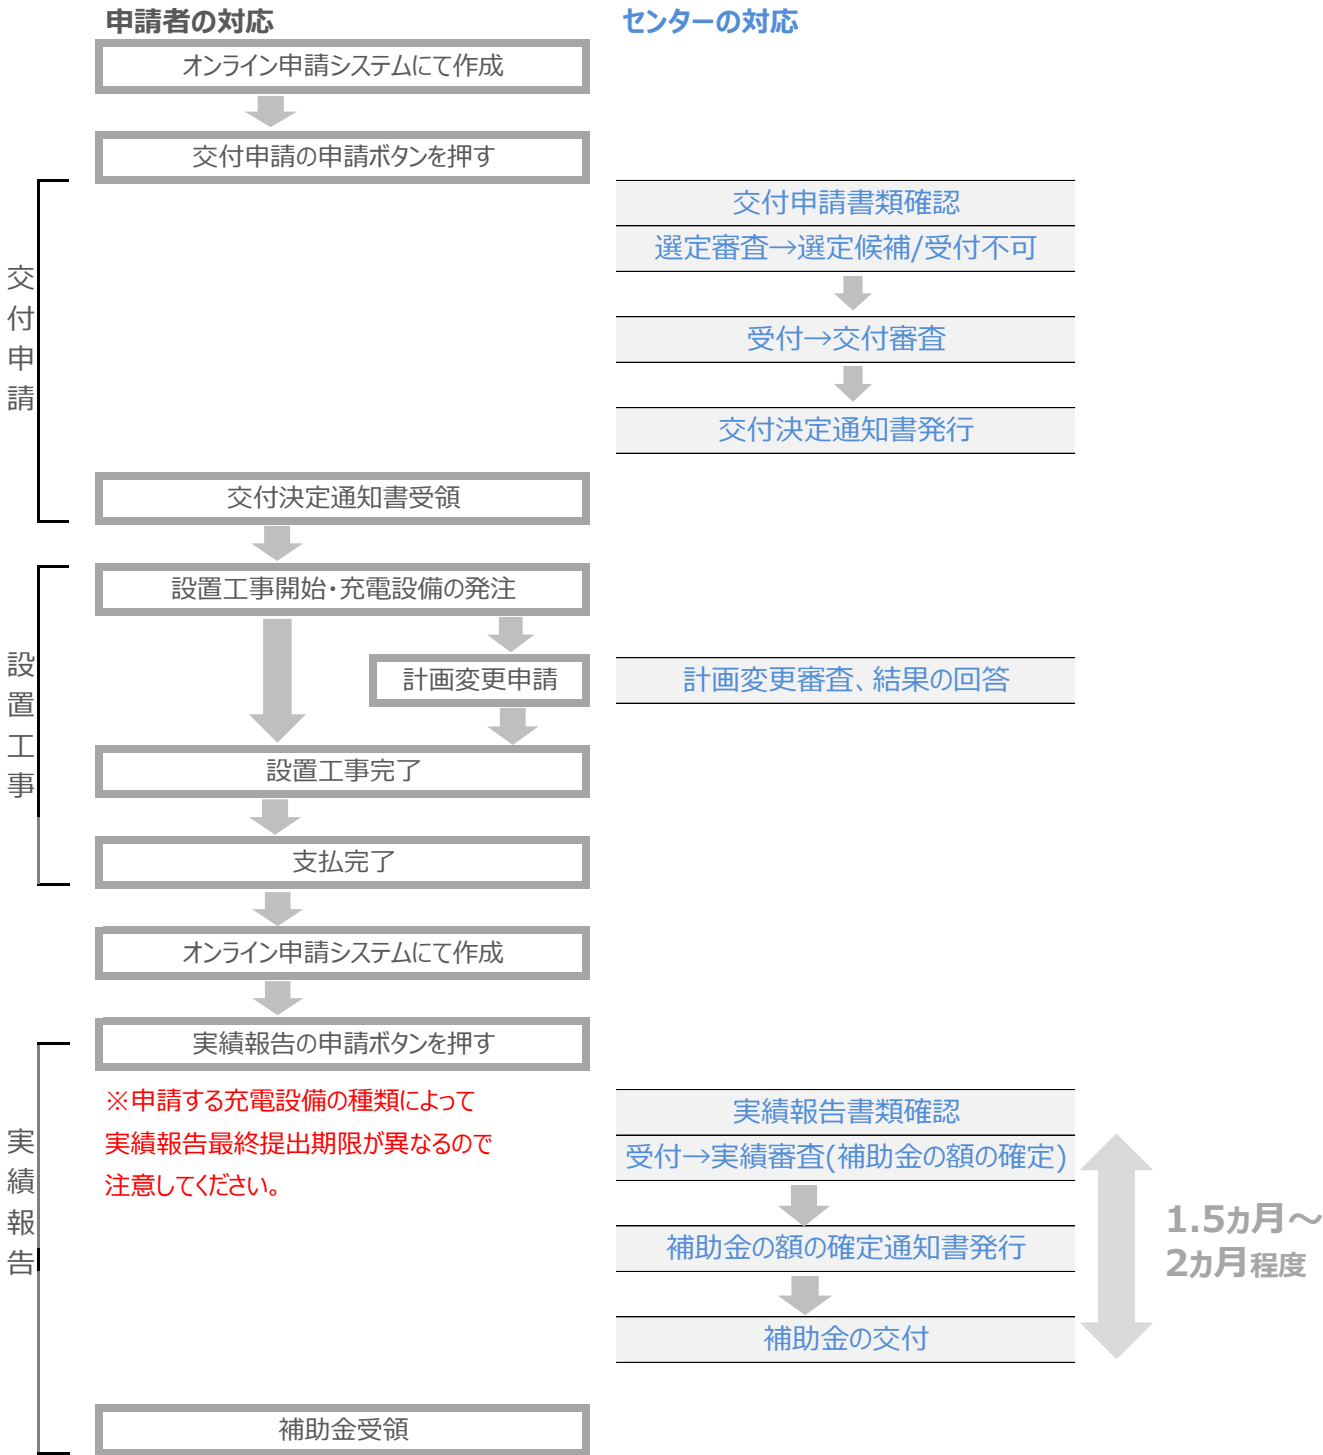 申請者の対応
センターの対応
オンライン申請システムにて作成
交付申請の申請ボタンを押す
交付申請
交付申請書類確認
選定審査→選定候補/受付不可
受付→交付審査
交付決定通知書発行
交付決定通知書受領
設置工事
設置工事開始・充電設備の発注
計画変更申請
計画変更審査、結果の回答
設置工事完了
支払完了
オンライン申請システムにて作成
実績報告の申請ボタンを押す
実績報告
※申請する充電設備の種類によって
実績報告最終提出期限が異なるので
注意してください。
実績報告書類確認
受付→実績審査(補助金の額の確定)
補助金の額の確定通知書発行
補助金の交付
1.5ヵ月～
2ヵ月程度
補助金受領